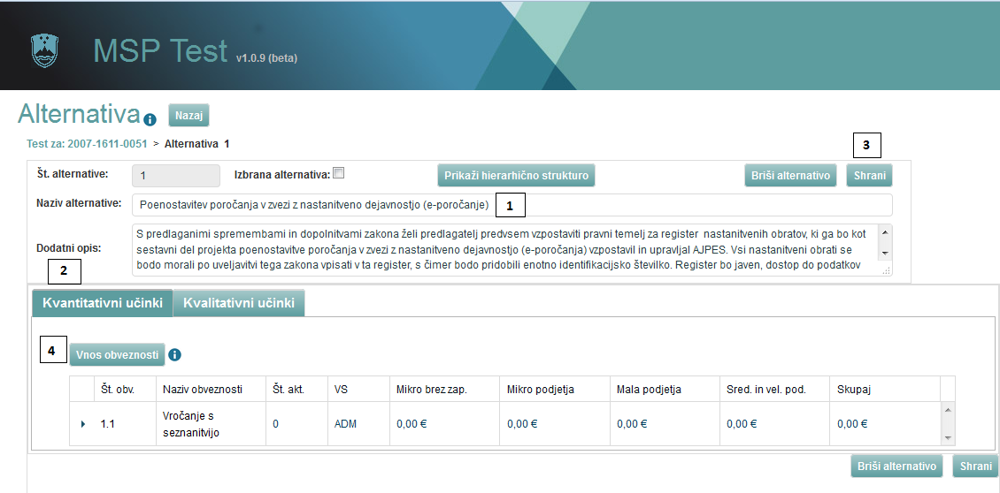 MSP Test v1.0.9 (beta)
Alternativa Nazaj
Test za: 2007-1611-0051 > Alternativa 1
3
Št. alternative: 1 Izbrana alternativa: Prikaži hierarhično strukturo Briši alternativo Shrani
Naziv alternative: Poenostavitev poročanja v zvezi z nastanitveno dejavnostjo (e-poročanje) 1
Dodatni opis:
S predlaganimi spremembami in dopolnitvami zakona želi predlagatelj predvsem vzpostaviti pravni temelj za register nastanitvenih obratov, ki ga bo kot
sestavni del projekta poenostavitve poročanja v zvezi z nastanitveno dejavnostjo (e-poročanja) vzpostavil in upravljal AJPES. Vsi nastanitveni obrati se
bodo morali po uveljavitvi tega zakona vpisati v ta register, s čimer bodo pridobili enotno identifikacijsko številko. Register bo javen, dostop do podatkov
2
Kvantitativni učinki Kvalitativni učinki
4 Vnos obveznosti
Št. obv. Naziv obveznosti Št. akt. VS Mikro brez zap. Mikro podjetja Mala podjetja Sred. in vel. pod. Skupaj
1.1 Vročanje s seznanitvijo 0 ADM 0,00 € 0,00 € 0,00 € 0,00 € 0,00 €
Briši alternativo Shrani